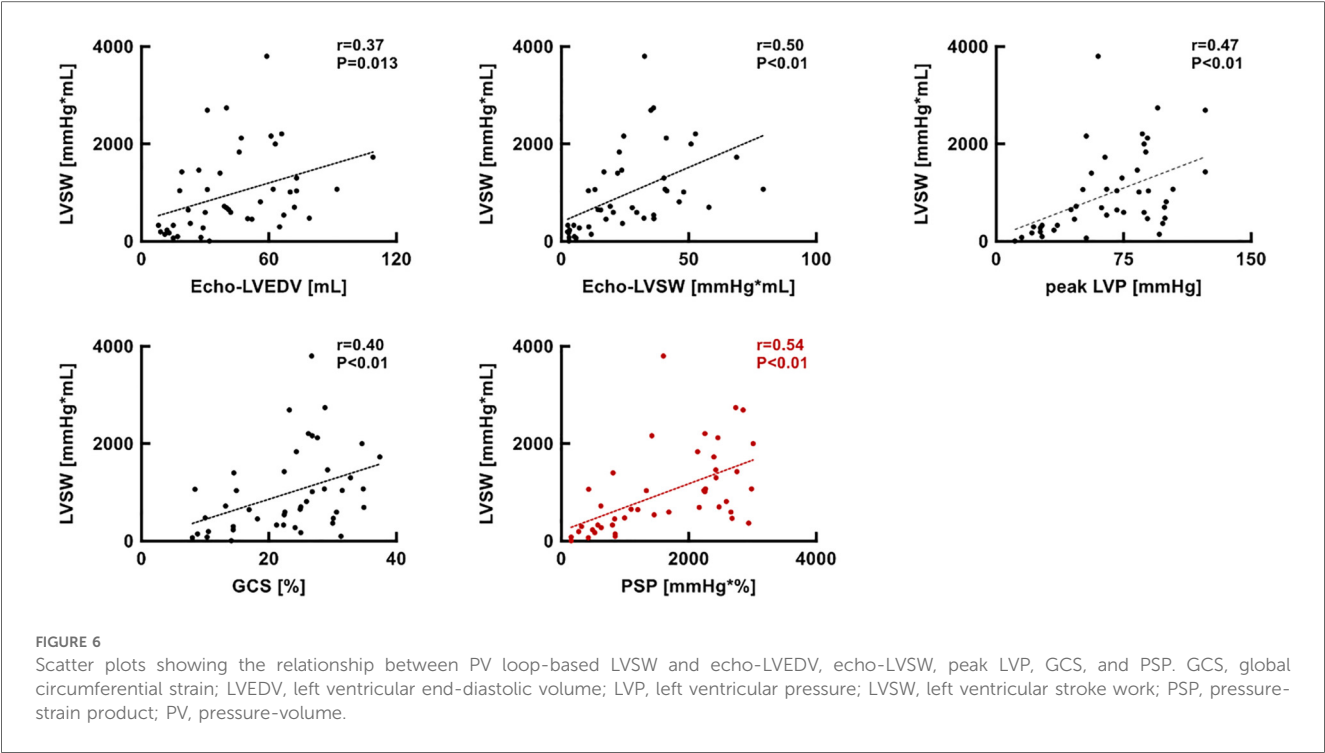 r=0.37
P=0.013
LVSW [mmHg*mL]
4000
2000
0
0 60 120
Echo-LVEDV [mL]
r=0.50
P<0.01
LVSW [mmHg*mL]
4000
2000
0
0 50 100
Echo-LVSW [mmHg*mL]
r=0.47
P<0.01
LVSW [mmHg*mL]
4000
2000
0
0 75 150
peak LVP [mmHg]
r=0.40
P<0.01
LVSW [mmHg*mL]
4000
2000
0
0 20 40
GCS [%]
r=0.54
P<0.01
LVSW [mmHg*mL]
4000
2000
0
0 2000 4000
PSP [mmHg*%]
FIGURE 6
Scatter plots showing the relationship between PV loop-based LVSW and echo-LVEDV, echo-LVSW, peak LVP, GCS, and PSP. GCS, global
circumferential strain; LVEDV, left ventricular end-diastolic volume; LVP, left ventricular pressure; LVSW, left ventricular stroke work; PSP, pressure-
strain product; PV, pressure-volume.